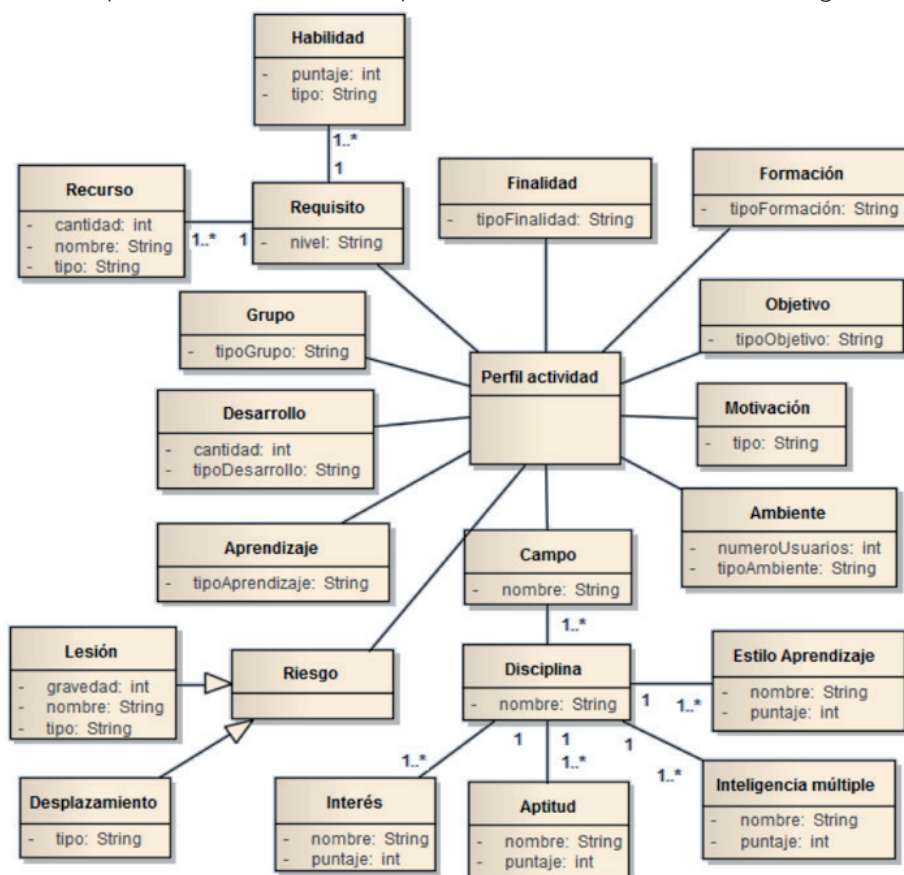 Habilidad
- puntaje: int
- tipo: String
1..*
1
Recurso
- cantidad: int
- nombre: String
- tipo: String
1..*
1
Requisito
- nivel: String
Finalidad
- tipoFinalidad: String
Formación
- tipoFormación: String
Grupo
- tipoGrupo: String
Objetivo
- tipoObjetivo: String
Perfil actividad
Desarrollo
- cantidad: int
- tipoDesarrollo: String
Motivación
- tipo: String
Aprendizaje
- tipoAprendizaje: String
Ambiente
- numeroUsuarios: int
- tipoAmbiente: String
Campo
- nombre: String
1..*
Lesión
- gravedad: int
- nombre: String
- tipo: String
Riesgo
Disciplina
- nombre: String
1
1..*
Estilo Aprendizaje
- nombre: String
- puntaje: int
1
1..*
1
1..*
1
1..*
Desplazamiento
- tipo: String
Interés
- nombre: String
- puntaje: int
Aptitud
- nombre: String
- puntaje: int
Inteligencia múltiple
- nombre: String
- puntaje: int